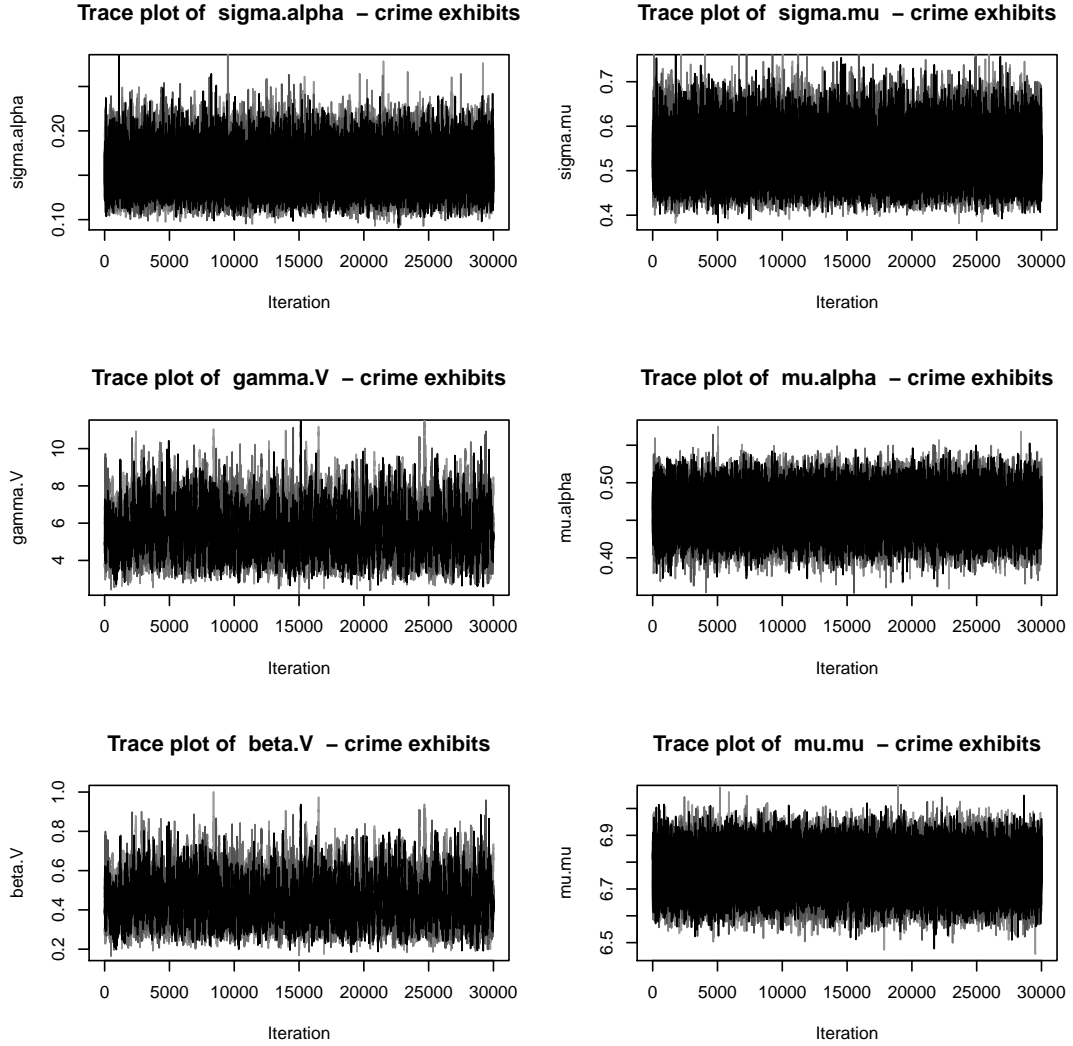 Trace plot of sigma.alpha – crime exhibits
sigma.alpha
0.10 0.20
0 5000 10000 15000 20000 25000 30000
Iteration
Trace plot of sigma.mu – crime exhibits
sigma.mu
0.4 0.5 0.6 0.7
0 5000 10000 15000 20000 25000 30000
Iteration
Trace plot of gamma.V – crime exhibits
gamma.V
4 6 8 10
0 5000 10000 15000 20000 25000 30000
Iteration
Trace plot of mu.alpha – crime exhibits
mu.alpha
0.40 0.50
0 5000 10000 15000 20000 25000 30000
Iteration
Trace plot of beta.V – crime exhibits
beta.V
0.2 0.4 0.6 0.8 1.0
0 5000 10000 15000 20000 25000 30000
Iteration
Trace plot of mu.mu – crime exhibits
mu.mu
6.5 6.7 6.9
0 5000 10000 15000 20000 25000 30000
Iteration